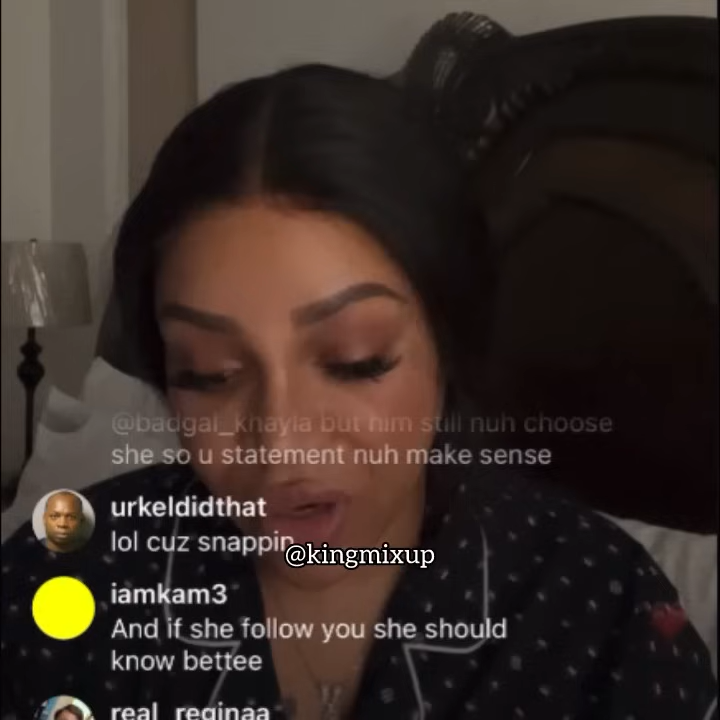 @badgal_khayla but him still nuh choose
she so u statement nuh make sense
urkeldidthat
lol cuz snappin
@kingmixup
iamkam3
And if she follow you she should
know bettee
real_reginaa